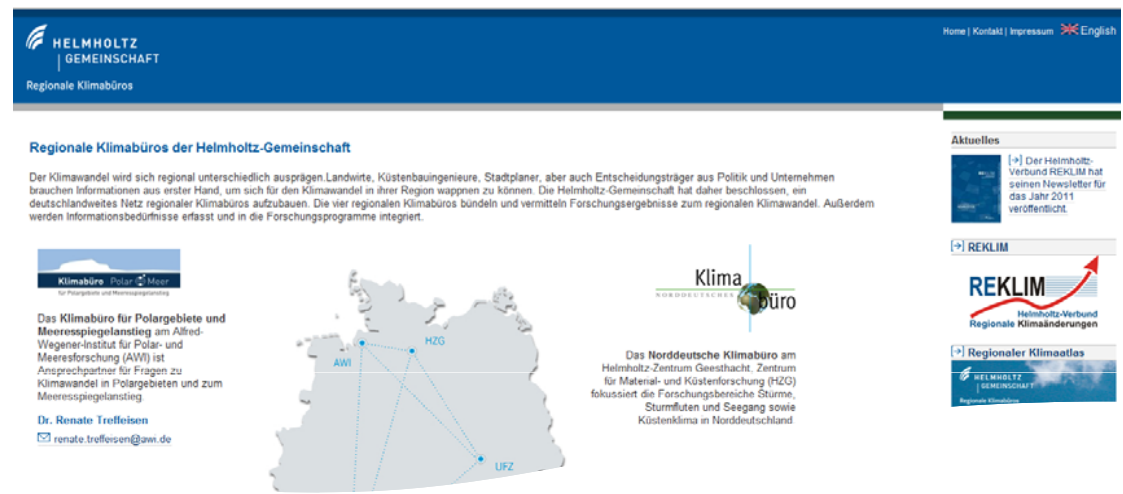 HELMHOLTZ
| GEMEINSCHAFT
Regionale Klimabüros
Home | Kontakt | Impressum English
Regionale Klimabüros der Helmholtz-Gemeinschaft
Der Klimawandel wird sich regional unterschiedlich ausprägen.Landwirte, Küstenbauingenieure, Stadtplaner, aber auch Entscheidungsträger aus Politik und Unternehmen
brauchen Informationen aus erster Hand, um sich für den Klimawandel in ihrer Region wappnen zu können. Die Helmholtz-Gemeinschaft hat daher beschlossen, ein
deutschlandweites Netz regionaler Klimabüros aufzubauen. Die vier regionalen Klimabüros bündeln und vermitteln Forschungsergebnisse zum regionalen Klimawandel. Außerdem
werden Informationsbedürfnisse erfasst und in die Forschungsprogramme integriert.
Klimabüro Polar Meer
für Polargebiete und Meeresspiegelanstieg
Das Klimabüro für Polargebiete und
Meeresspiegelanstieg am Alfred-
Wegener-Institut für Polar- und
Meeresforschung (AWI) ist
Ansprechpartner für Fragen zu
Klimawandel in Polargebieten und zum
Meeresspiegelanstieg.
Dr. Renate Treffeisen
renate.treffeisen@awi.de
AWI
HZG
UFZ
Klima
NORDDEUTSCHES
büro
Das Norddeutsche Klimabüro am
Helmholtz-Zentrum Geesthacht, Zentrum
für Material- und Küstenforschung (HZG)
fokussiert die Forschungsbereiche Stürme,
Sturmfluten und Seegang sowie
Küstenklima in Norddeutschland.
Aktuelles
Der Helmholtz-
Verbund REKLIM hat
seinen Newsletter für
das Jahr 2011
veröffentlicht.
REKLIM
REKLIM
Helmholtz-Verbund
Regionale Klimaänderungen
Regionaler Klimaatlas
HELMHOLTZ
| GEMEINSCHAFT
Regionale Klimabüros